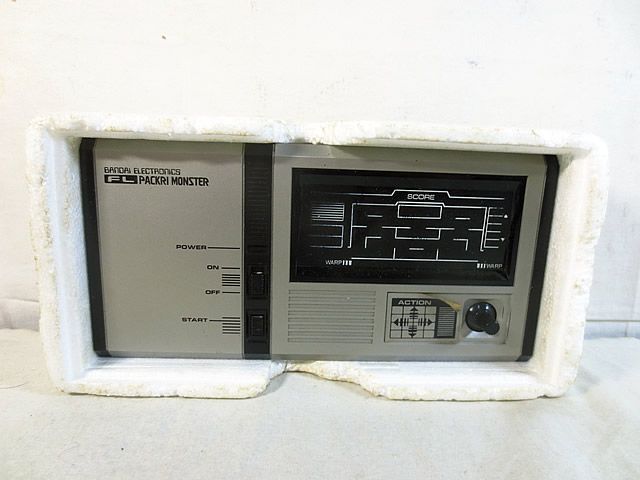 BANDAI ELECTRONICS
FL PACKRI MONSTER
POWER
ON
OFF
START
SCORE
WARP
WARP
ACTION